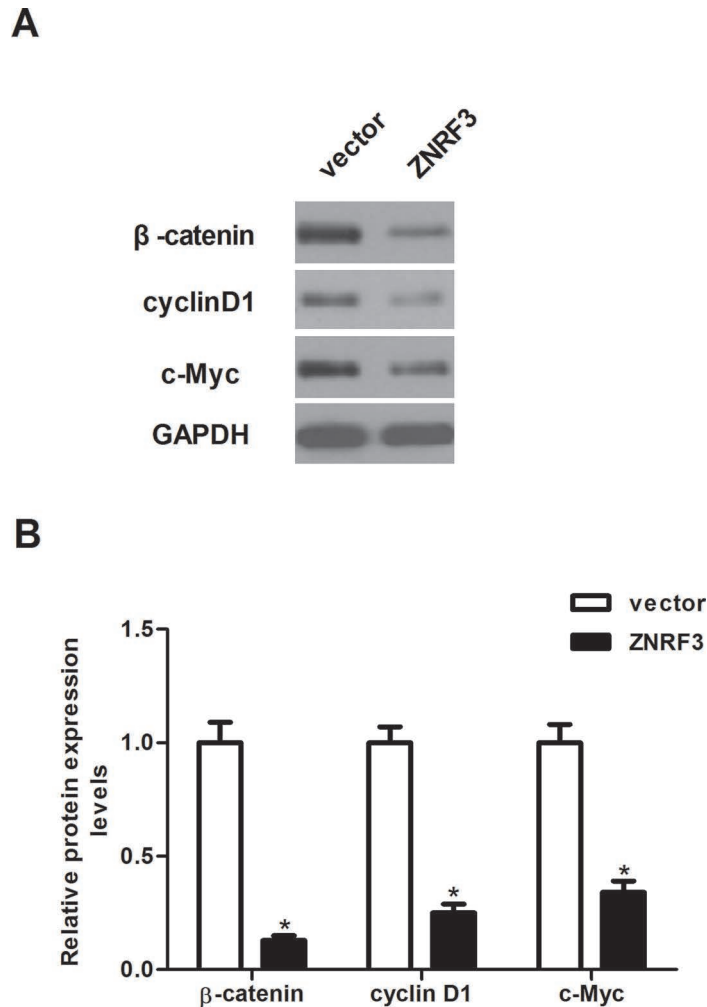 A
vector ZNRF3
β -catenin
cyclinD1
c-Myc
GAPDH
B
vector
ZNRF3
Relative protein expression
levels
1.5
1.0
0.5
0.0
* * *
β-catenin cyclin D1 c-Myc